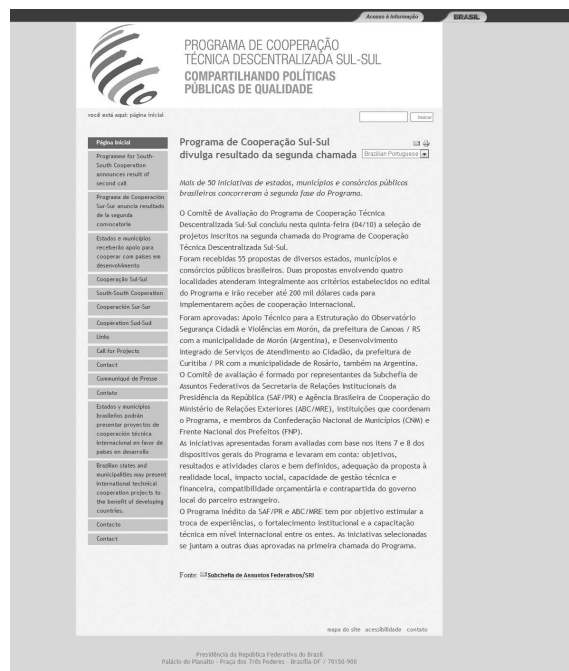 Acesso à Informação
BRASIL
PROGRAMA DE COOPERAÇÃO
TÉCNICA DESCENTRALIZADA SUL-SUL
COMPARTILHANDO POLÍTICAS
PÚBLICAS DE QUALIDADE
você está aqui: página inicial
buscar
Página Inicial
Programme for South-
South Cooperation
announces result of
second call
Programa de Cooperación
Sur-Sur anuncia resultado
de la segunda
convocatoria
Estados e municípios
receberão apoio para
cooperar com países em
desenvolvimento
Cooperação Sul-Sul
South-South Cooperation
Cooperación Sur-Sur
Coopération Sud-Sud
Links
Call for Projects
Contact
Communiqué de Presse
Contato
Estados y municipios
brasileños podrán
presentar proyectos de
cooperación técnica
internacional en favor de
países en desarrollo
Brazilian states and
municipalities may present
international technical
cooperation projects to
the benefit of developing
countries.
Contacto
Contact
Programa de Cooperação Sul-Sul
divulga resultado da segunda chamada
Brazilian Portuguese
Mais de 50 iniciativas de estados, municípios e consórcios públicos
brasileiros concorreram à segunda fase do Programa.
O Comitê de Avaliação do Programa de Cooperação Técnica
Descentralizada Sul-Sul concluiu nesta quinta-feira (04/10) a seleção de
projetos inscritos na segunda chamada do Programa de Cooperação
Técnica Descentralizada Sul-Sul.
Foram recebidas 55 propostas de diversos estados, municípios e
consórcios públicos brasileiros. Duas propostas envolvendo quatro
localidades atenderam integralmente aos critérios estabelecidos no edital
do Programa e irão receber até 200 mil dólares cada para
implementarem ações de cooperação internacional.
Foram aprovadas: Apoio Técnico para a Estruturação do Observatório
Segurança Cidadã e Violências em Morón, da prefeitura de Canoas / RS
com a municipalidade de Morón (Argentina), e Desenvolvimento
Integrado de Serviços de Atendimento ao Cidadão, da prefeitura de
Curitiba / PR com a municipalidade de Rosário, também na Argentina.
O Comitê de avaliação é formado por representantes da Subchefia de
Assuntos Federativos da Secretaria de Relações Institucionais da
Presidência da República (SAF/PR) e Agência Brasileira de Cooperação do
Ministério de Relações Exteriores (ABC/MRE), instituições que coordenam
o Programa, e membros da Confederação Nacional de Municípios (CNM) e
Frente Nacional dos Prefeitos (FNP).
As iniciativas apresentadas foram avaliadas com base nos itens 7 e 8 dos
dispositivos gerais do Programa e levaram em conta: objetivos,
resultados e atividades claros e bem definidos, adequação da proposta à
realidade local, impacto social, capacidade de gestão técnica e
financeira, compatibilidade orçamentária e contrapartida do governo
local do parceiro estrangeiro.
O Programa inédito da SAF/PR e ABC/MRE tem por objetivo estimular a
troca de experiências, o fortalecimento institucional e a capacitação
técnica em nível internacional entre os entes. As iniciativas selecionadas
se juntam a outras duas aprovadas na primeira chamada do Programa.
Fonte: Subchefia de Assuntos Federativos/SRI
mapa do site acessibilidade contato
Presidência da República Federativa do Brasil
Palácio do Planalto - Praça dos Três Poderes - Brasília-DF / 70150-900